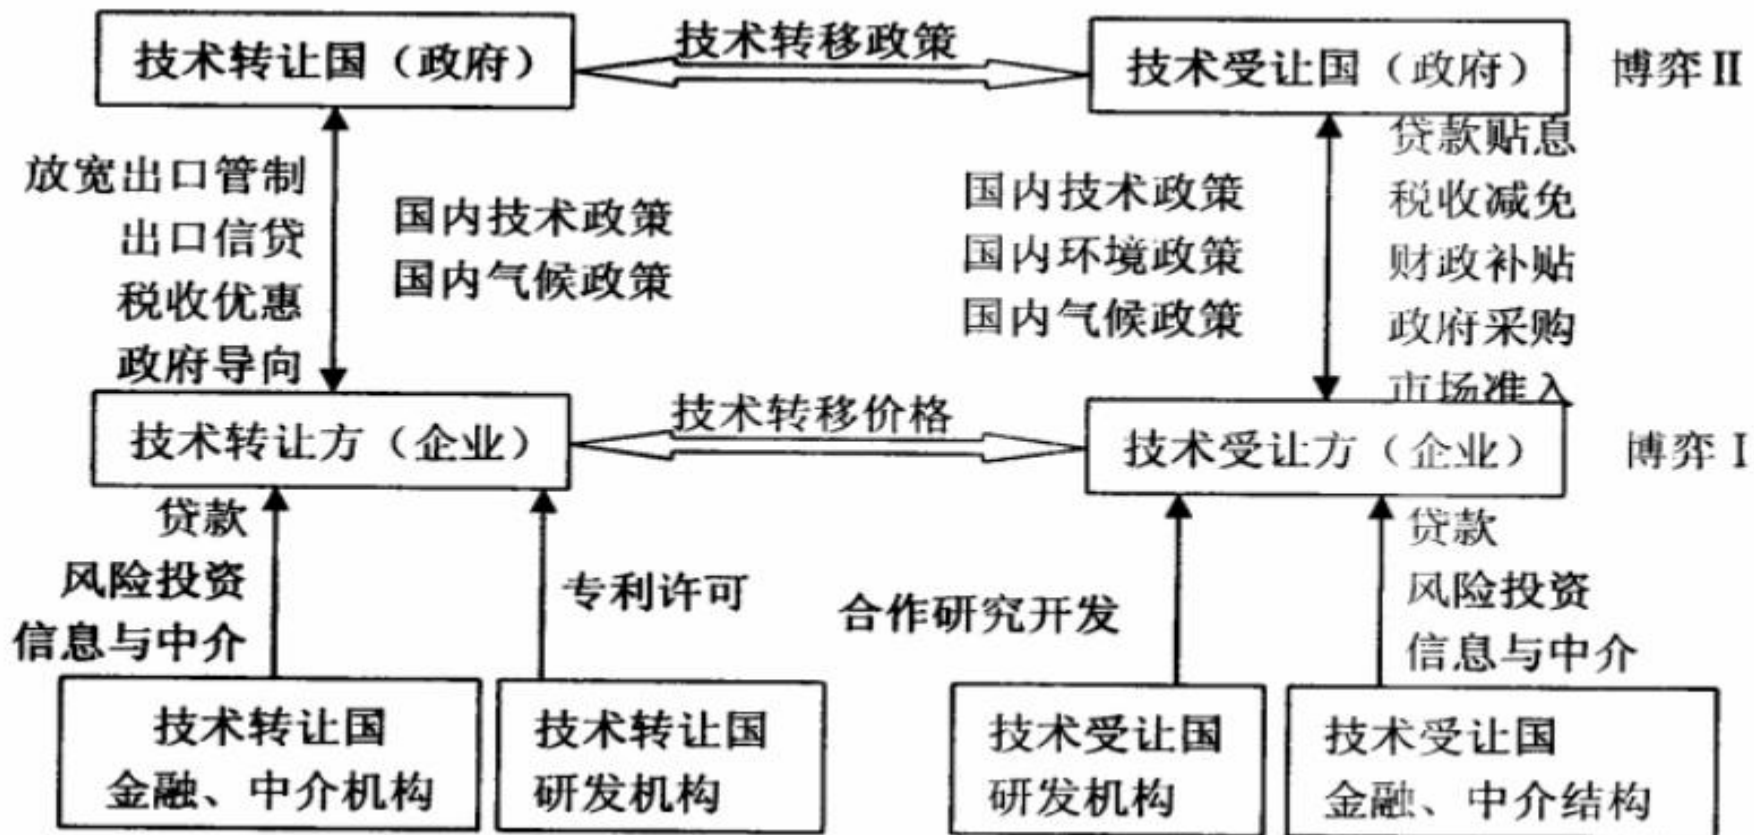 技术转让国（政府）
技术转移政策
技术受让国（政府）
博弈Ⅱ
放宽出口管制
出口信贷
税收优惠
政府导向
国内技术政策
国内气候政策
国内技术政策
国内环境政策
国内气候政策
贷款贴息
税收减免
财政补贴
政府采购
市场准入
技术转让方（企业）
技术转移价格
技术受让方（企业）
博弈Ⅰ
贷款
风险投资
信息与中介
专利许可
合作研究开发
贷款
风险投资
信息与中介
技术转让国
金融、中介机构
技术转让国
研发机构
技术受让国
研发机构
技术受让国
金融、中介结构